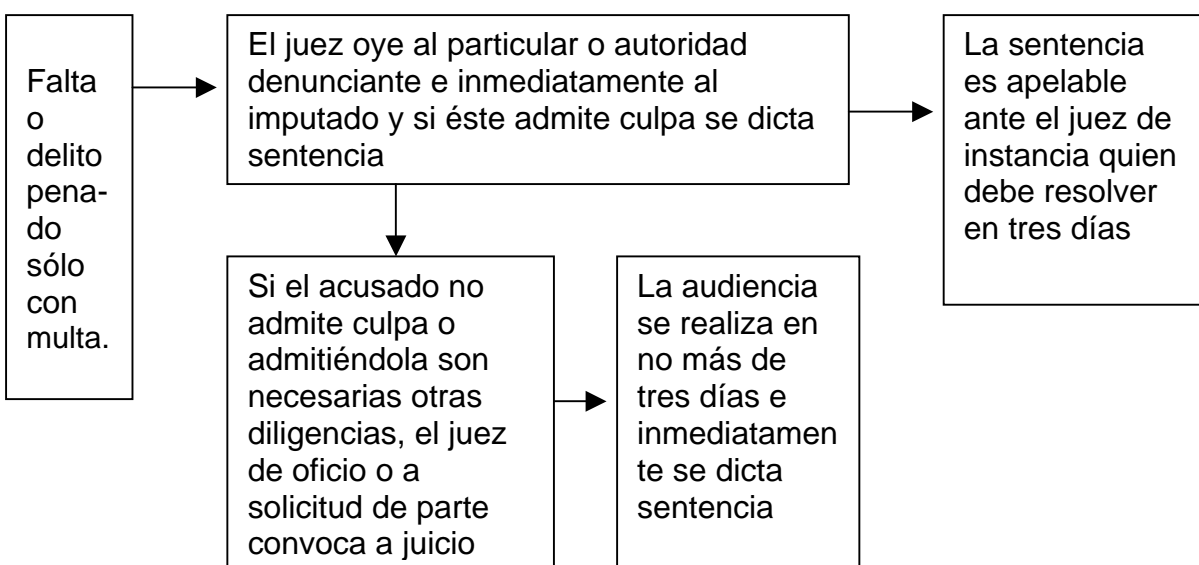 Falta
o
delito
pena-
do
sólo
con
multa.
El juez oye al particular o autoridad
denunciante e inmediatamente al
imputado y si éste admite culpa se dicta
sentencia
La sentencia
es apelable
ante el juez de
instancia quien
debe resolver
en tres días
Si el acusado no
admite culpa o
admitiéndola son
necesarias otras
diligencias, el juez
de oficio o a
solicitud de parte
convoca a juicio
La audiencia
se realiza en
no más de
tres días e
inmediatamen
te se dicta
sentencia